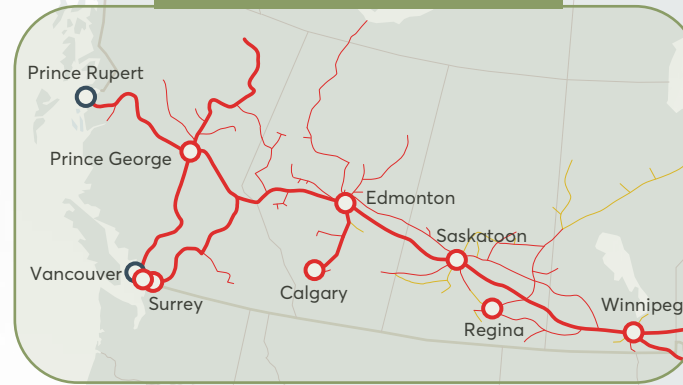 Prince Rupert
Prince George
Edmonton
Saskatoon
Vancouver
Surrey
Calgary
Winnipeg
Regina